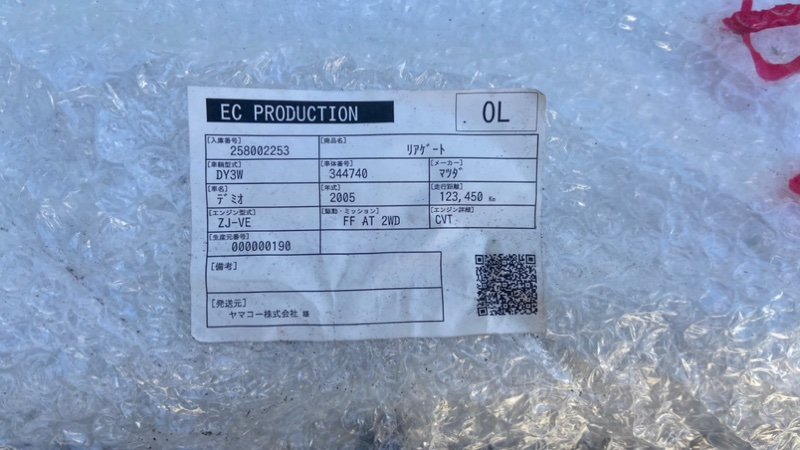 EC PRODUCTION
OL
[入庫番号] [商品名]
258002253 リアゲート
[車輌型式] [車体番号] [メーカー]
DY3W 344740 マツダ
[車名] [年式] [走行距離]
デミオ 2005 123,450 Km
[エンジン型式] [駆動・ミッション] [エンジン詳細]
ZJ-VE FF AT 2WD CVT
[生産元番号]
000000190
[備考]
[発送元]
ヤマコー株式会社 様